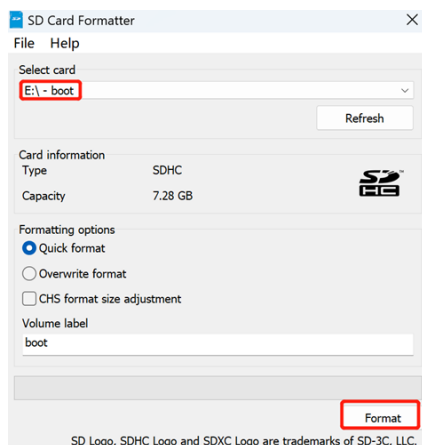 SD Card Formatter
File Help
Select card
E:\ - boot
Refresh
Card information
Type SDHC
Capacity 7.28 GB
SD
HC
Formatting options
Quick format
Overwrite format
CHS format size adjustment
Volume label
boot
Format
SD Logo, SDHC Logo and SDXC Logo are trademarks of SD-3C, LLC.